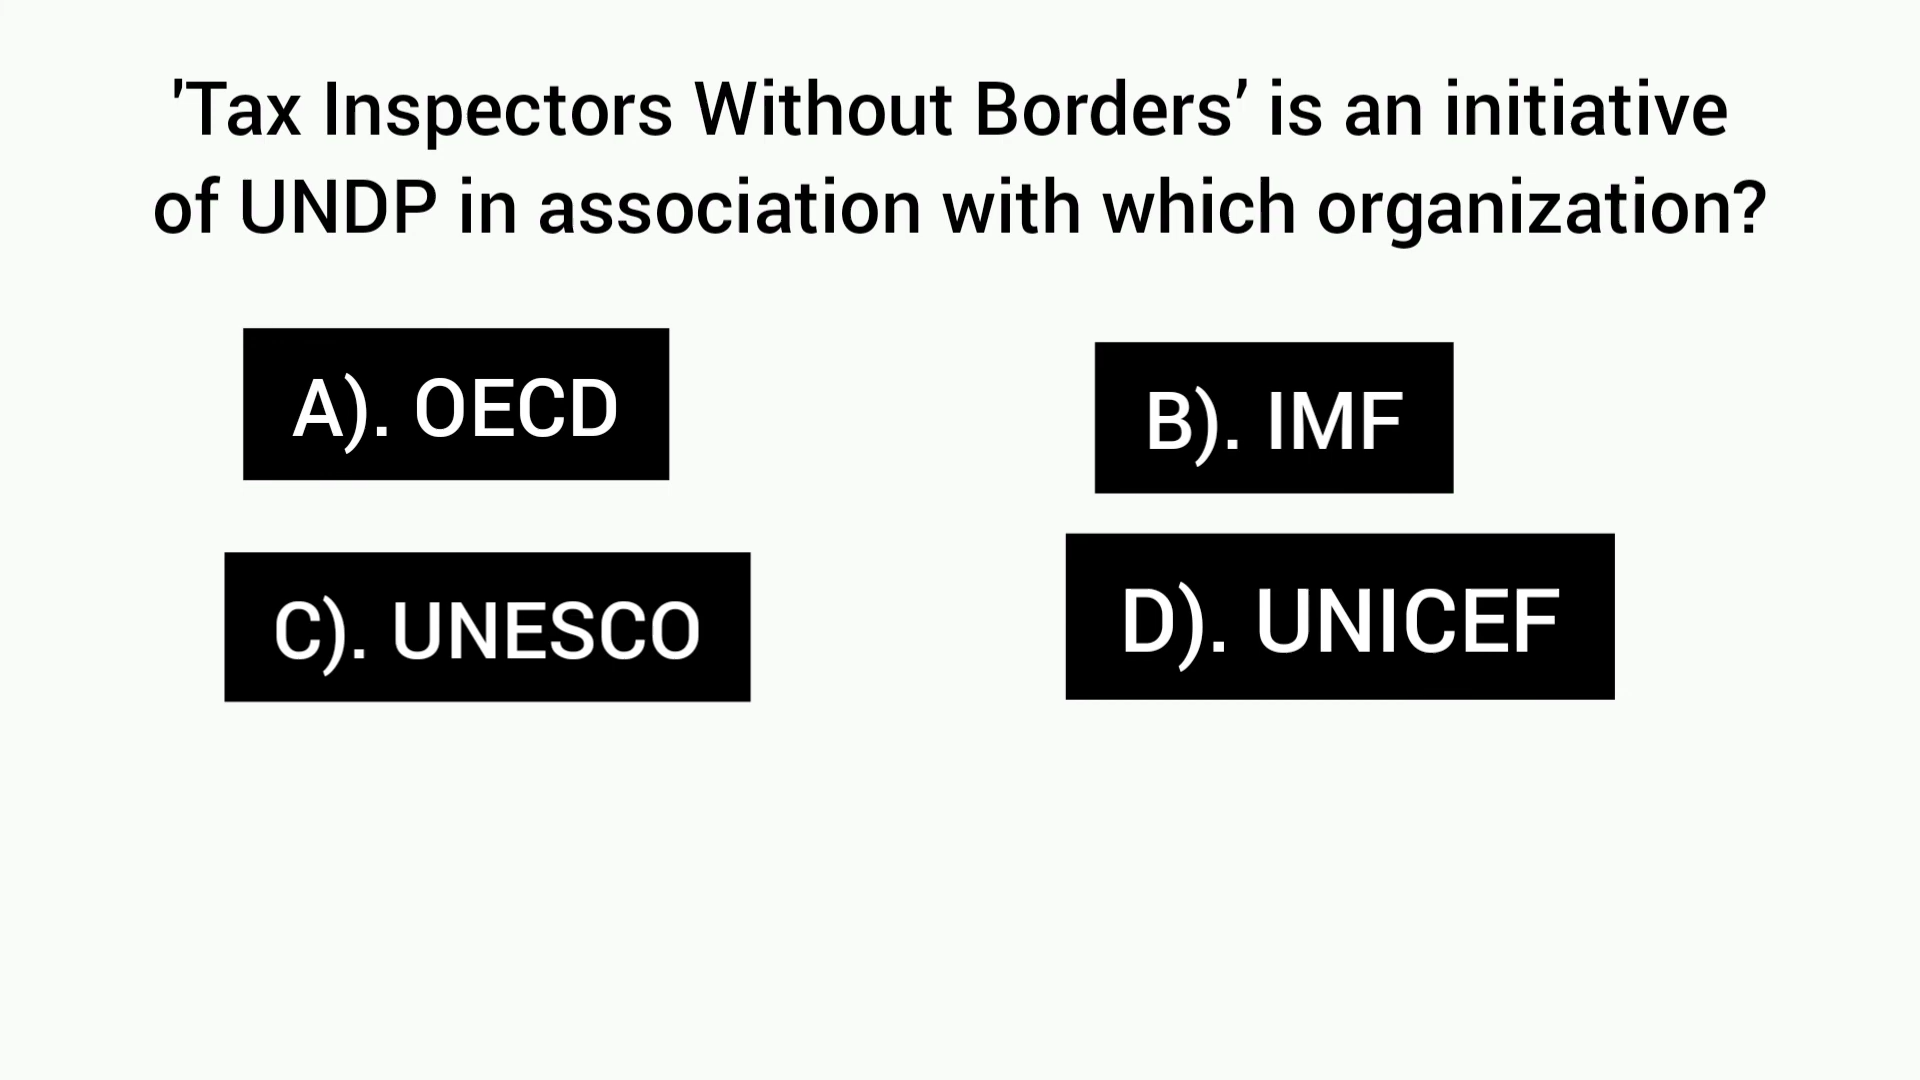 'Tax Inspectors Without Borders’ is an initiative
of UNDP in association with which organization?
A). OECD
B). IMF
C). UNESCO
D). UNICEF